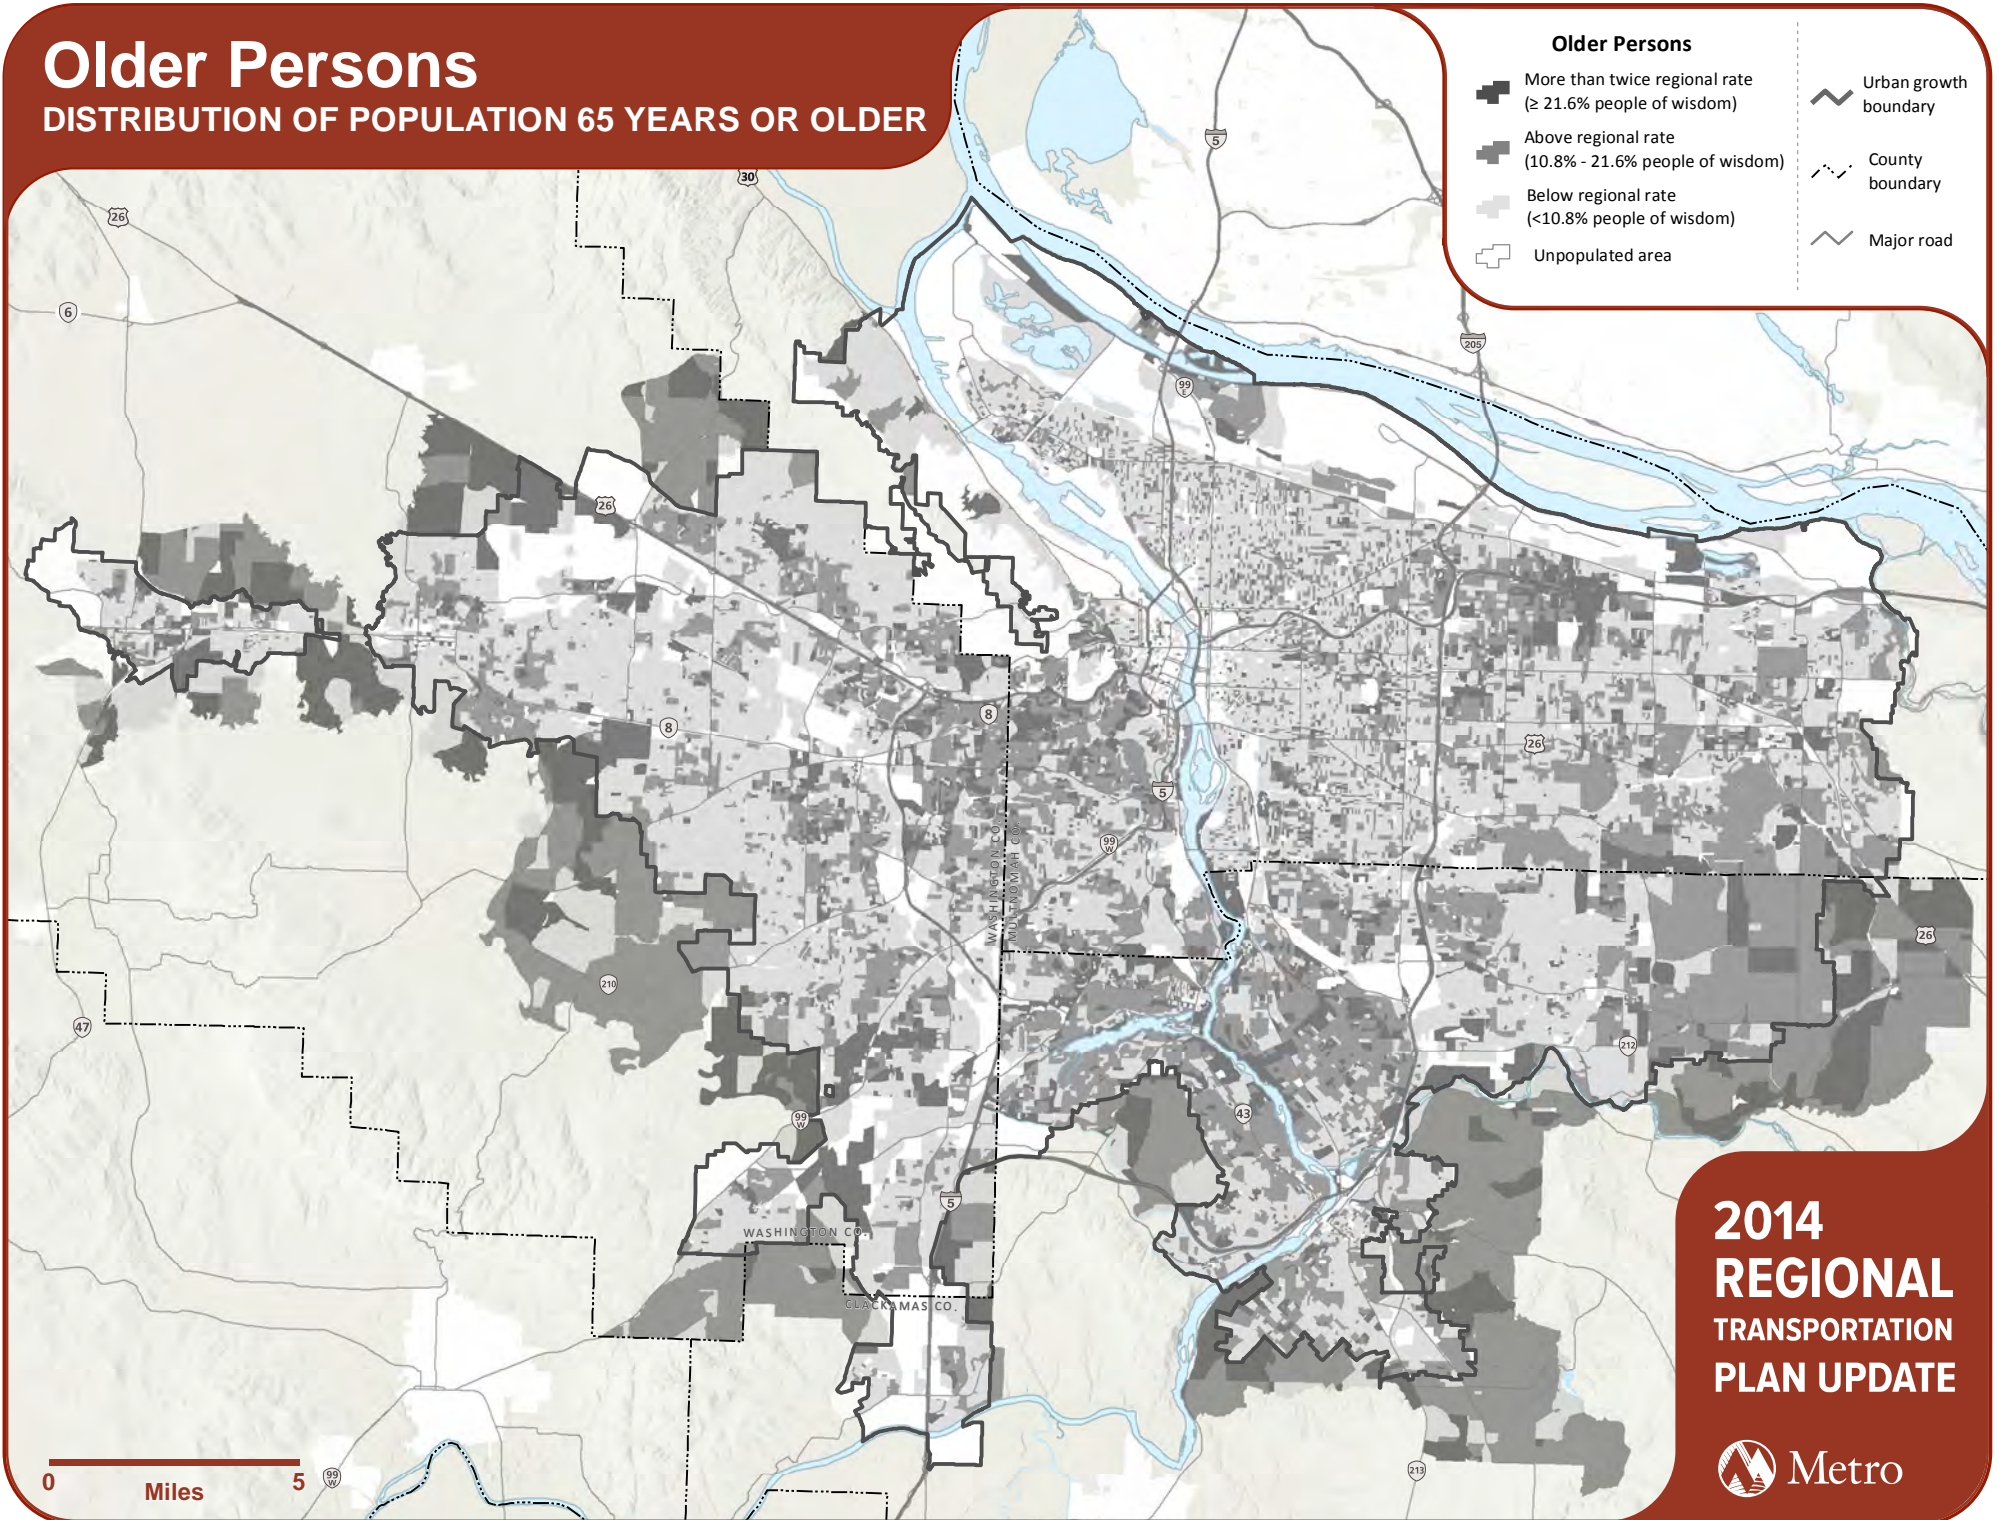 Older Persons
DISTRIBUTION OF POPULATION 65 YEARS OR OLDER
Older Persons
More than twice regional rate
(≥ 21.6% people of wisdom)
Above regional rate
(10.8% - 21.6% people of wisdom)
Below regional rate
(<10.8% people of wisdom)
Unpopulated area
Urban growth
boundary
County
boundary
Major road
30
26
6
5
205
99
E
26
8
8
26
5
99
W
WASHINGTON CO.
MULTNOMAH CO.
26
210
47
212
43
99
W
5
WASHINGTON CO.
CLACKAMAS CO.
213
99
W
0
Miles
5
2014
REGIONAL
TRANSPORTATION
PLAN UPDATE
Metro